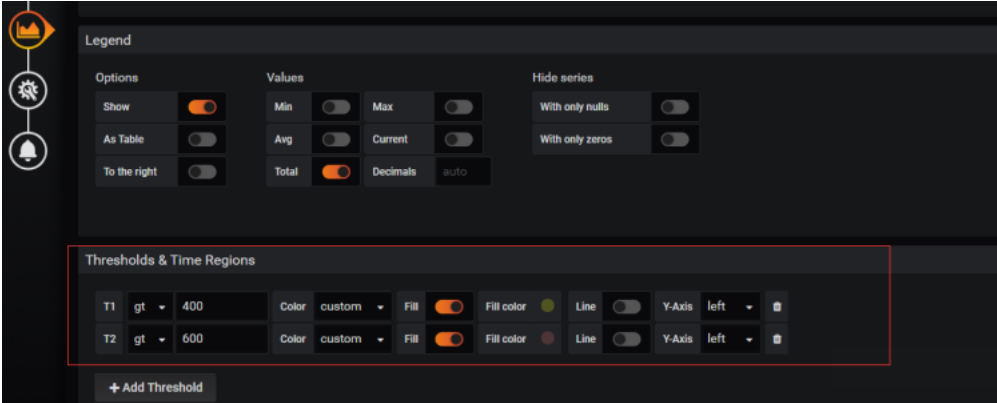 Legend
Options Values Hide series
Show Min Max With only nulls
As Table Avg Current With only zeros
To the right Total Decimals auto
Thresholds & Time Regions
T1 gt 400 Color custom Fill Fill color Line Y-Axis left
T2 gt 600 Color custom Fill Fill color Line Y-Axis left
+ Add Threshold